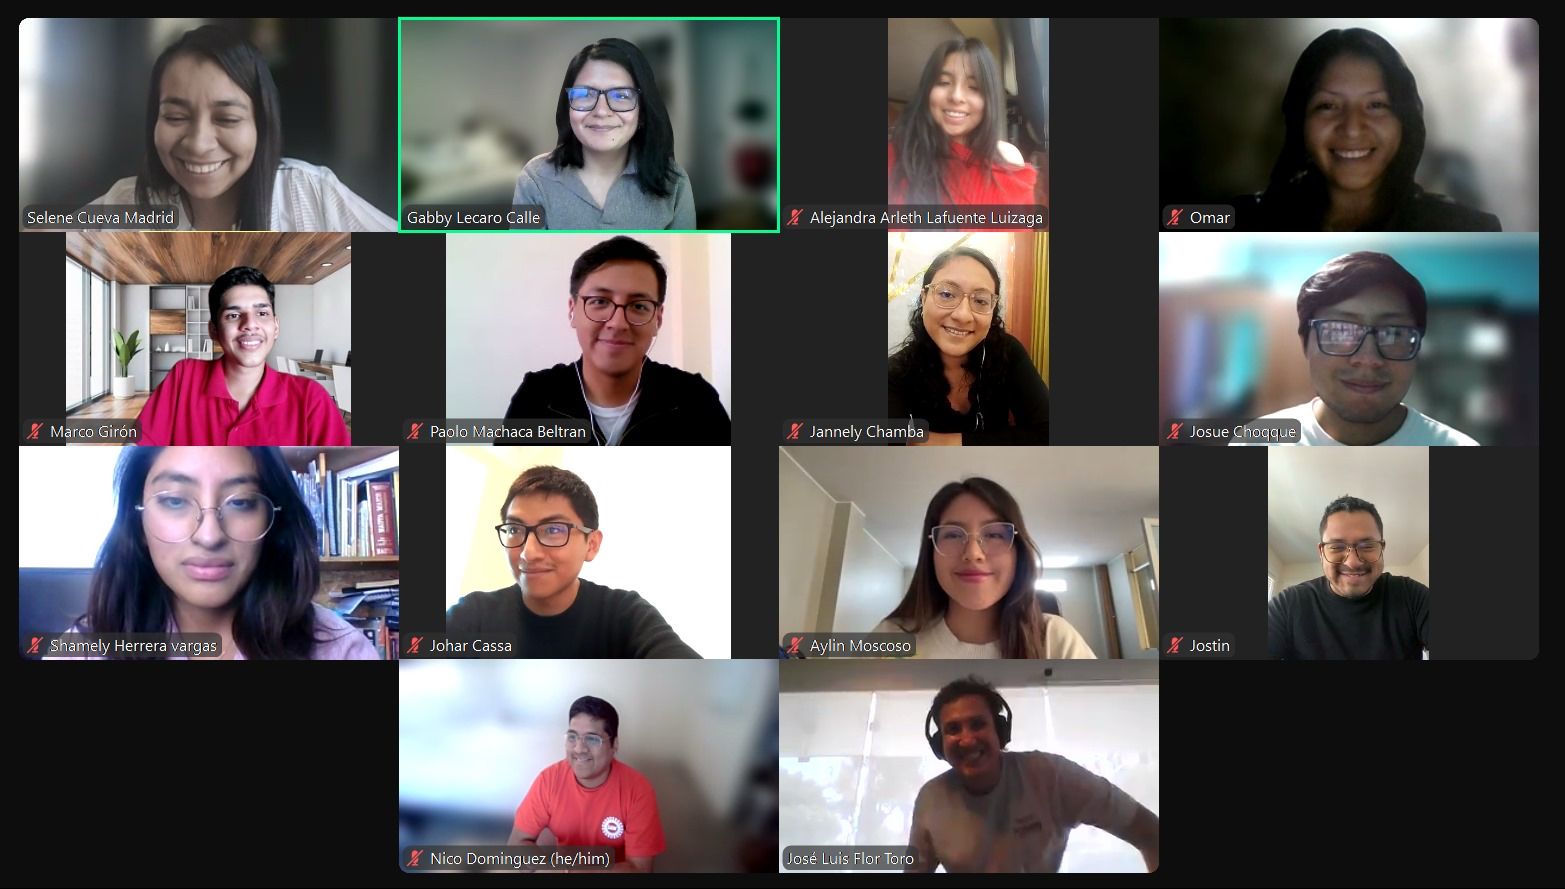 Selene Cueva Madrid
Gabby Lecaro Calle
Alejandra Arleth Lafuente Luizaga
Omar
Marco Girón
Paolo Machaca Beltran
Jannely Chamba
Josue Choqque
Shamely Herrera vargas
Johar Cassa
Aylin Moscoso
Jostin
Nico Dominguez (he/him)
José Luis Flor Toro